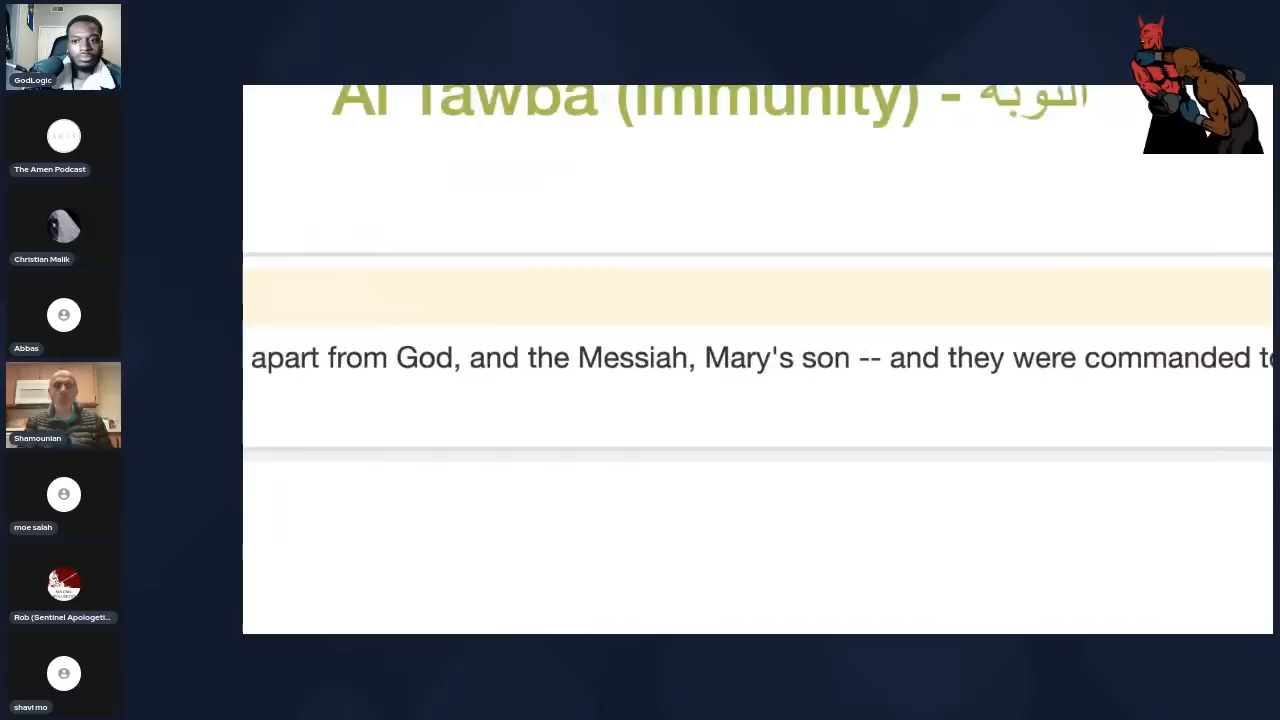 GodLogic
The Amen Podcast
Christian Malik
Abbas
Shamounian
moe salah
Rob (Sentinel Apologeti...
shavi mo
Al Tawba (Immunity) - التوبة
apart from God, and the Messiah, Mary's son -- and they were commanded to